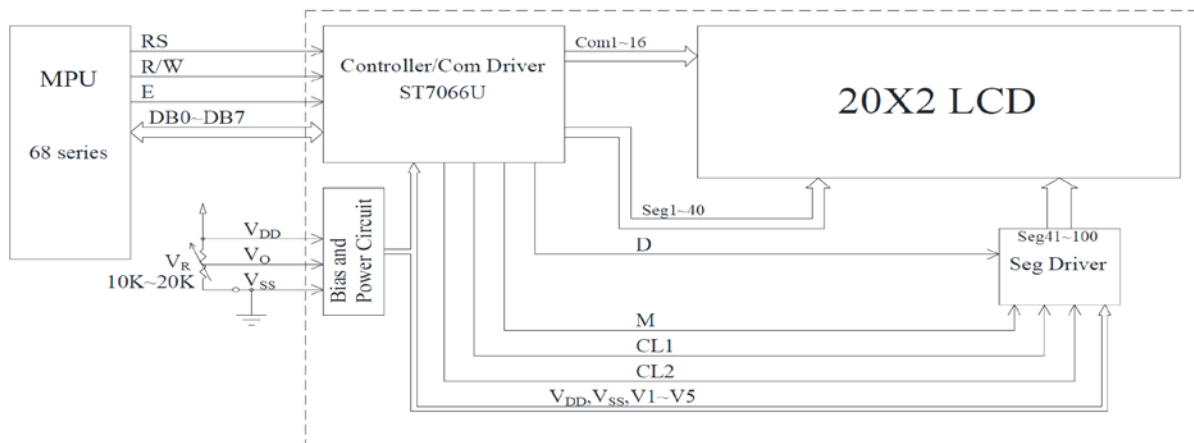 MPU
68 series
RS
R/W̅
E
DB0~DB7
Controller/Com Driver
ST7066U
Com1~16
20X2 LCD
Seg1~40
D
Seg41~100
Seg Driver
VDD
VO
VSS
VR
10K~20K
Bias and
Power Circuit
M
CL1
CL2
VDD,VSS,V1~V5